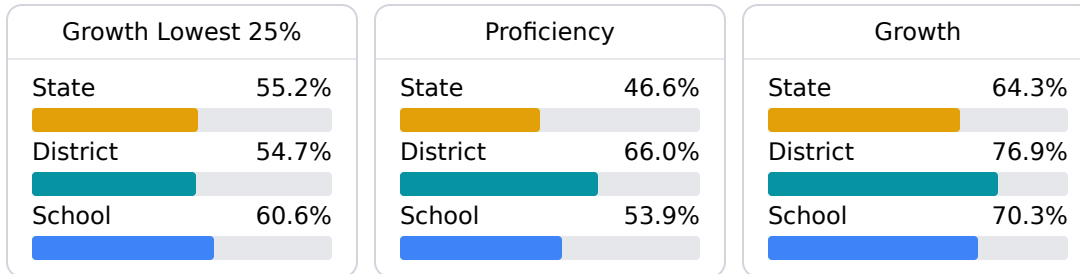 Growth Lowest 25%
State 55.2%
District 54.7%
School 60.6%
Proficiency
State 46.6%
District 66.0%
School 53.9%
Growth
State 64.3%
District 76.9%
School 70.3%